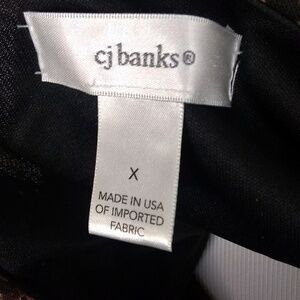 cj banks®
X
MADE IN USA
OF IMPORTED
FABRIC